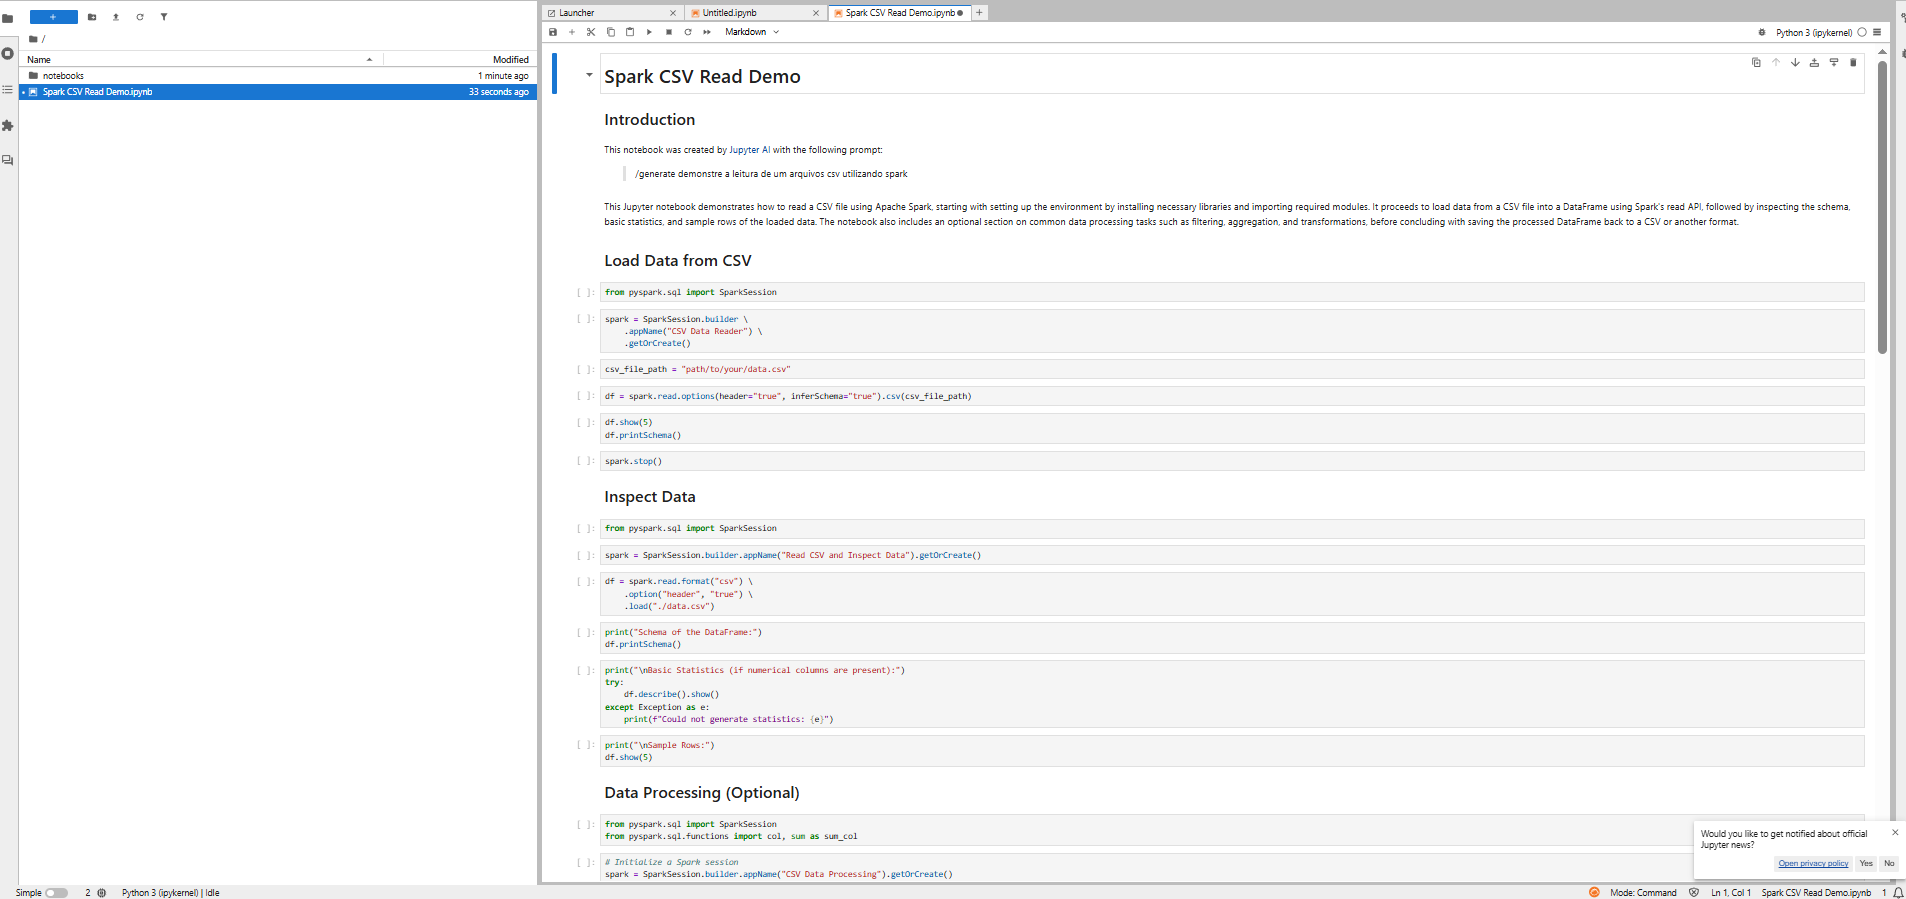 Launcher
Untitled.ipynb
Spark CSV Read Demo.ipynb
Markdown
Python 3 (ipykernel)
/
Name
Modified
notebooks
1 minute ago
Spark CSV Read Demo.ipynb
33 seconds ago
Spark CSV Read Demo
Introduction
This notebook was created by Jupyter AI with the following prompt:
/generate demonstre a leitura de um arquivos csv utilizando spark
This Jupyter notebook demonstrates how to read a CSV file using Apache Spark, starting with setting up the environment by installing necessary libraries and importing required modules. It proceeds to load data from a CSV file into a DataFrame using Spark's read API, followed by inspecting the schema,
basic statistics, and sample rows of the loaded data. The notebook also includes an optional section on common data processing tasks such as filtering, aggregation, and transformations, before concluding with saving the processed DataFrame back to a CSV or another format.
Load Data from CSV
[ ]: from pyspark.sql import SparkSession
[ ]: spark = SparkSession.builder \
.appName("CSV Data Reader") \
.getOrCreate()
[ ]: csv_file_path = "path/to/your/data.csv"
[ ]: df = spark.read.options(header="true", inferSchema="true").csv(csv_file_path)
[ ]: df.show(5)
df.printSchema()
[ ]: spark.stop()
Inspect Data
[ ]: from pyspark.sql import SparkSession
[ ]: spark = SparkSession.builder.appName("Read CSV and Inspect Data").getOrCreate()
[ ]: df = spark.read.format("csv") \
.option("header", "true") \
.load("./data.csv")
[ ]: print("Schema of the DataFrame:")
df.printSchema()
[ ]: print("\nBasic Statistics (if numerical columns are present):")
try:
df.describe().show()
except Exception as e:
print(f"Could not generate statistics: {e}")
[ ]: print("\nSample Rows:")
df.show(5)
Data Processing (Optional)
[ ]: from pyspark.sql import SparkSession
from pyspark.sql.functions import col, sum as sum_col
[ ]: # Initialize a Spark session
spark = SparkSession.builder.appName("CSV Data Processing").getOrCreate()
Would you like to get notified about official
Jupyter news?
Open privacy policy
Yes
No
Simple
2
Python 3 (ipykernel) | Idle
Mode: Command
Ln 1, Col 1
Spark CSV Read Demo.ipynb
1